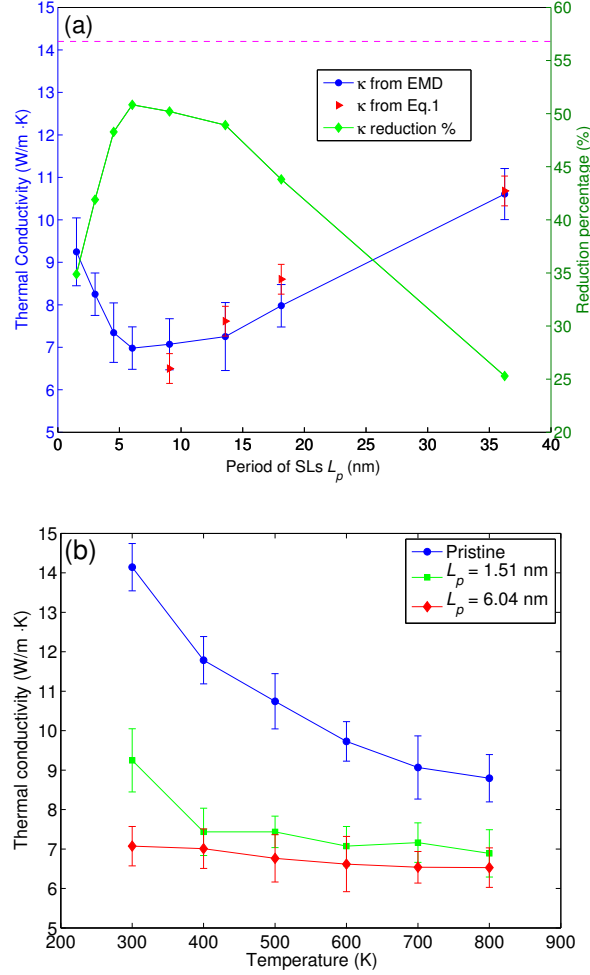 (a)
15
14
13
12
11
10
9
8
7
6
5
60
55
50
45
40
35
30
25
20
0 5 10 15 20 25 30 35 40
Thermal Conductivity (W/m ·K)
Reduction percentage (%)
κ from EMD
κ from Eq.1
κ reduction %
Period of SLs L_p (nm)
(b)
15
14
13
12
11
10
9
8
7
6
5
200 300 400 500 600 700 800 900
Thermal conductivity (W/m ·K)
Pristine
L_p = 1.51 nm
L_p = 6.04 nm
Temperature (K)